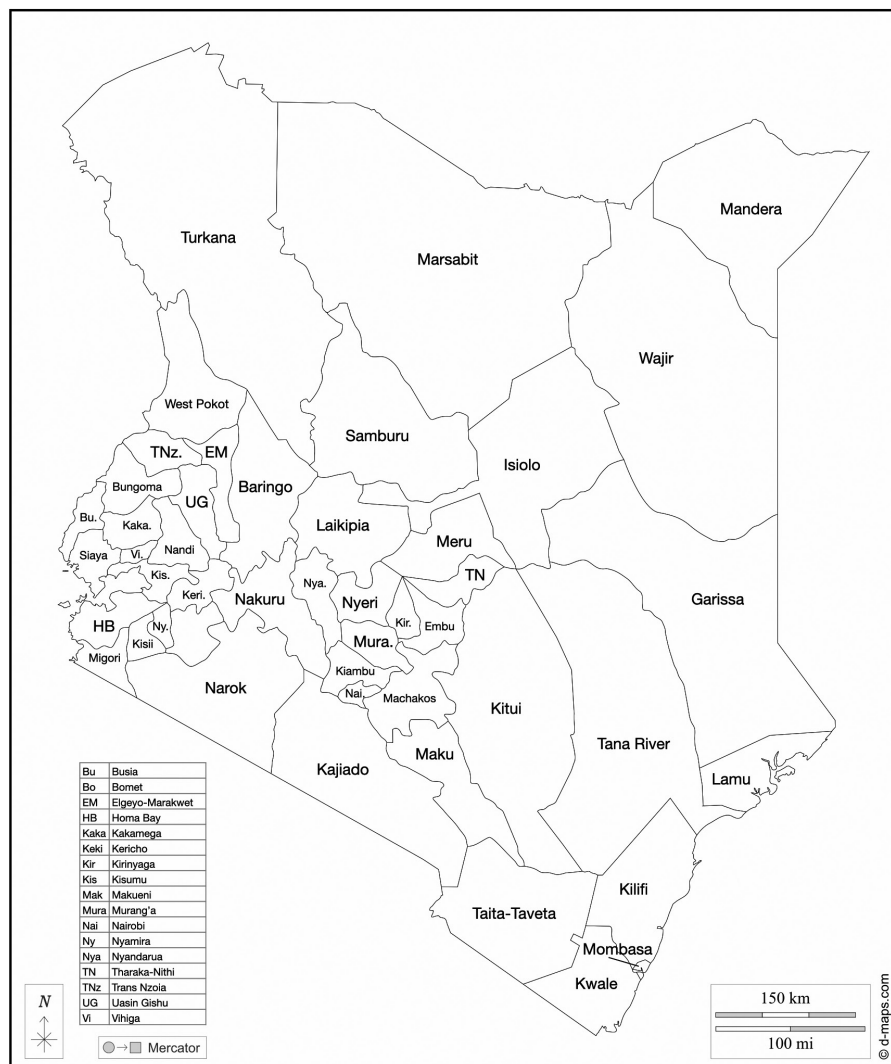 Mandera
Turkana
Marsabit
Wajir
West Pokot
Samburu
TNz.
EM
Isiolo
Baringo
Bungoma
UG
Bu.
Kaka.
Laikipia
Meru
Siaya
Vi.
Nandi
Kis.
TN
Nya.
Keri.
Nakuru
Nyeri
Garissa
HB
Ny.
Kir.
Embu
Kisii
Mura.
Migori
Kiambu
Narok
Nai.
Machakos
Kitui
Tana River
Maku
Kajiado
Lamu
Kilifi
Taita-Taveta
Mombasa
Kwale
Bu Busia
Bo Bomet
EM Elgeyo-Marakwet
HB Homa Bay
Kaka Kakamega
Keki Kericho
Kir Kirinyaga
Kis Kisumu
Mak Makueni
Mura Murang'a
Nai Nairobi
Ny Nyamira
Nya Nyandarua
TN Tharaka-Nithi
TNz Trans Nzoia
UG Uasin Gishu
Vi Vihiga
N
Mercator
150 km
100 mi
© d-maps.com